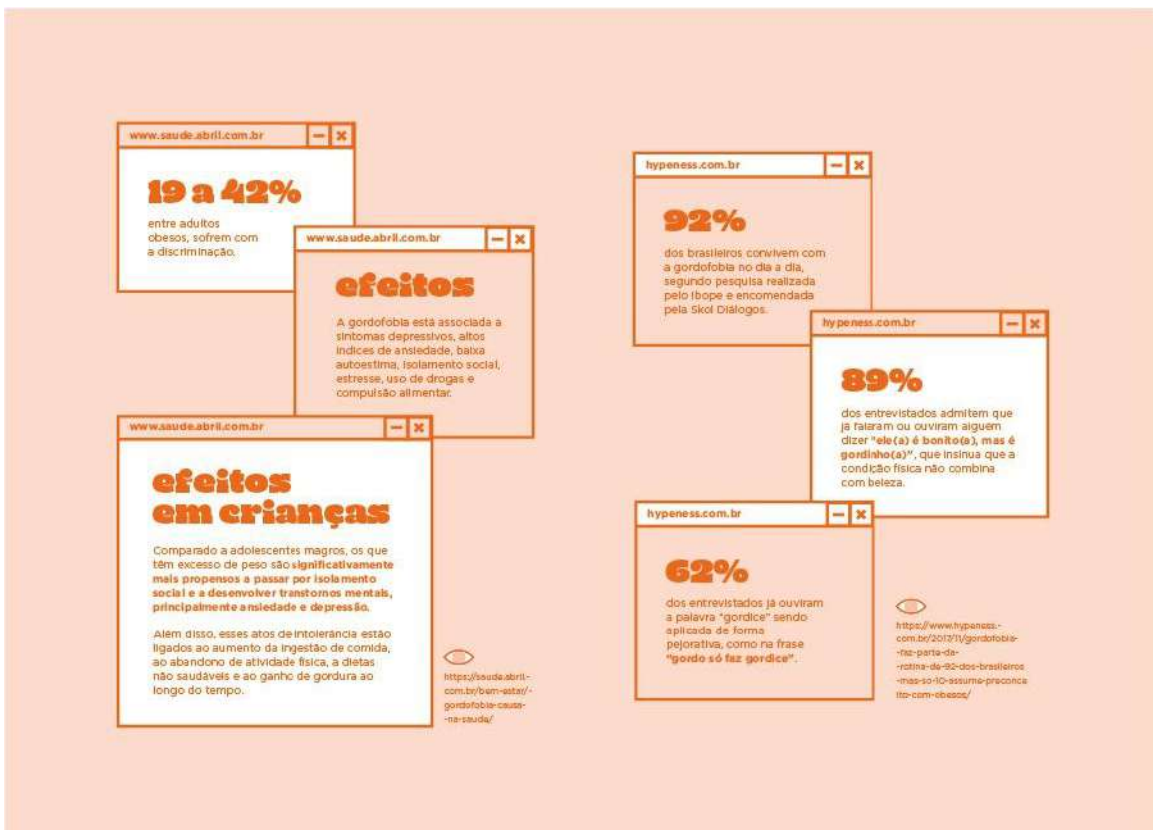 www.saude.abril.com.br
19 a 42%
entre adultos
obesos, sofrem com
a discriminação.
www.saude.abril.com.br
efeitos
A gordofobia está associada a
sintomas depressivos, altos
índices de ansiedade, baixa
autoestima, isolamento social,
estresse, uso de drogas e
compulsão alimentar.
www.saude.abril.com.br
efeitos
em crianças
Comparado a adolescentes magros, os que
têm excesso de peso são significativamente
mais propensos a passar por isolamento
social e a desenvolver transtornos mentais,
principalmente ansiedade e depressão.
Além disso, esses atos de intolerância estão
ligados ao aumento da ingestão de comida,
ao abandono de atividade física, a dietas
não saudáveis e ao ganho de gordura ao
longo do tempo.
https://saude.abril-
com.br/bem-estar/-
gordofobia-causa-
-na-saude/
hypeness.com.br
92%
dos brasileiros convivem com
a gordofobia no dia a dia,
segundo pesquisa realizada
pelo Ibope e encomendada
pela Skol Diálogos.
hypeness.com.br
89%
dos entrevistados admitem que
já falaram ou ouviram alguém
dizer "ele(a) é bonito(a), mas é
gordinho(a)", que insinua que a
condição física não combina
com beleza.
hypeness.com.br
62%
dos entrevistados já ouviram
a palavra "gordice" sendo
aplicada de forma
pejorativa, como na frase
"gordo só faz gordice".
https://www.hypeness.-
com.br/2017/11/gordofobia-
-faz-parte-da-
-rotina-de-92-dos-brasileiros
-mas-so-10-assume-preconce
ito-com-obesos/